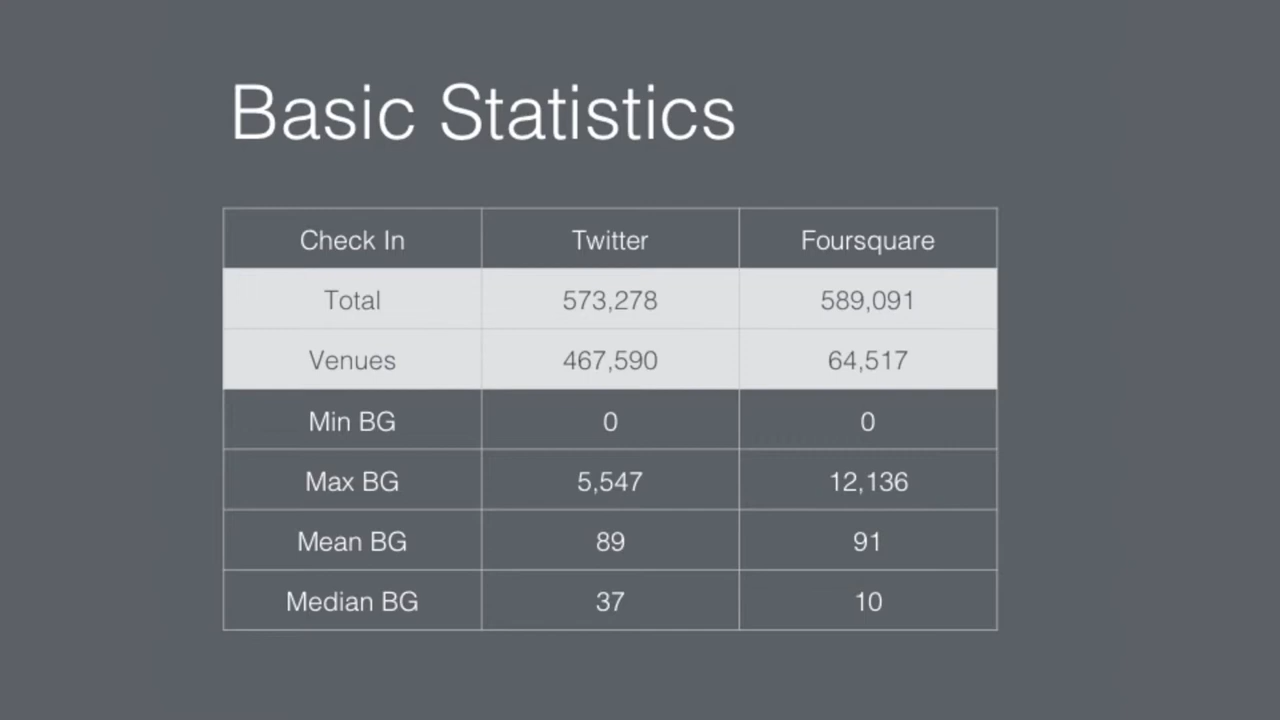 Basic Statistics
Check In Twitter Foursquare
Total 573,278 589,091
Venues 467,590 64,517
Min BG 0 0
Max BG 5,547 12,136
Mean BG 89 91
Median BG 37 10